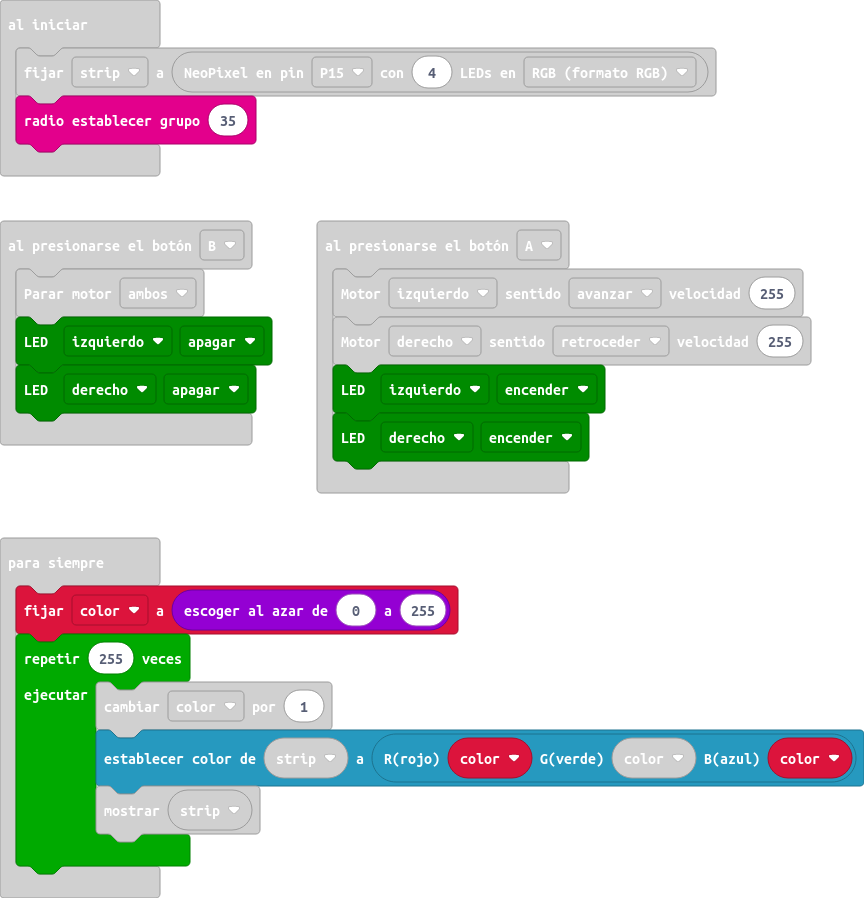 al iniciar
fijar strip a NeoPixel en pin P15 con 4 LEDs en RGB (formato RGB)
radio establecer grupo 35
al presionarse el botón B
Parar motor ambos
LED izquierdo apagar
LED derecho apagar
al presionarse el botón A
Motor izquierdo sentido avanzar velocidad 255
Motor derecho sentido retroceder velocidad 255
LED izquierdo encender
LED derecho encender
para siempre
fijar color a escoger al azar de 0 a 255
repetir 255 veces
ejecutar
cambiar color por 1
establecer color de strip a R(rojo) color G(verde) color B(azul) color
mostrar strip